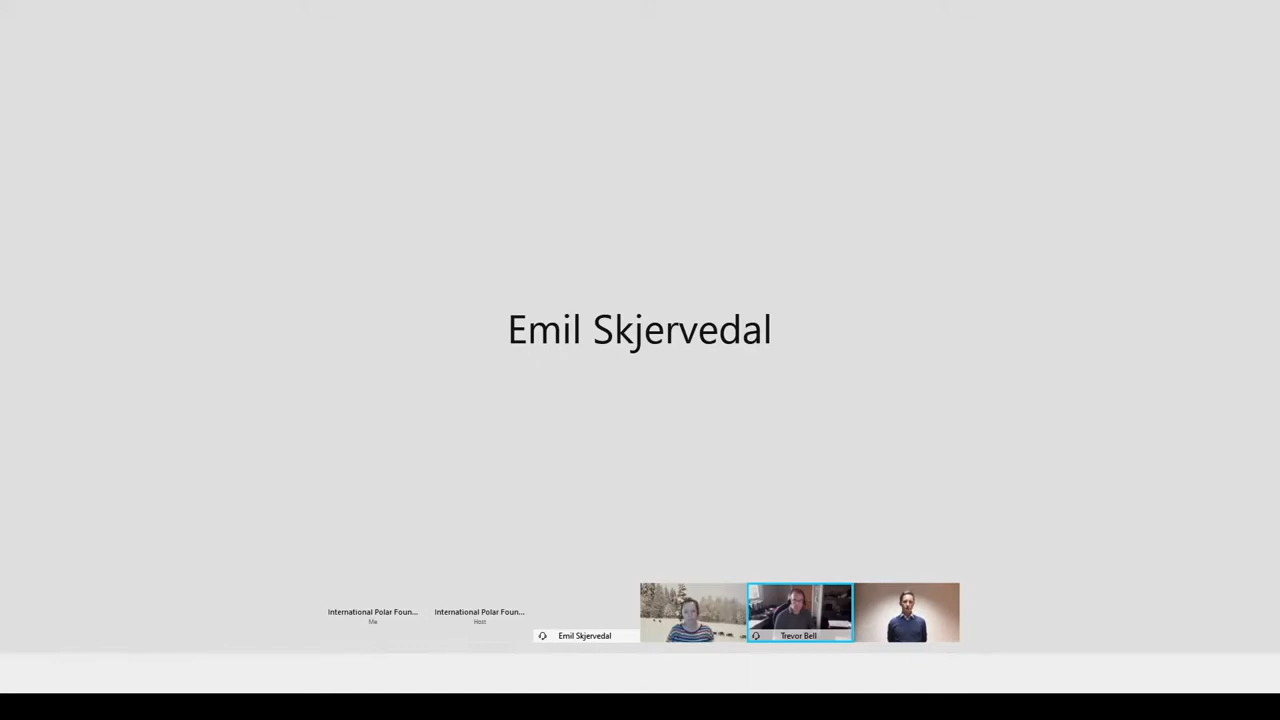 Emil Skjervedal
International Polar Foun...
Me
International Polar Foun...
Host
Emil Skjervedal
Trevor Bell